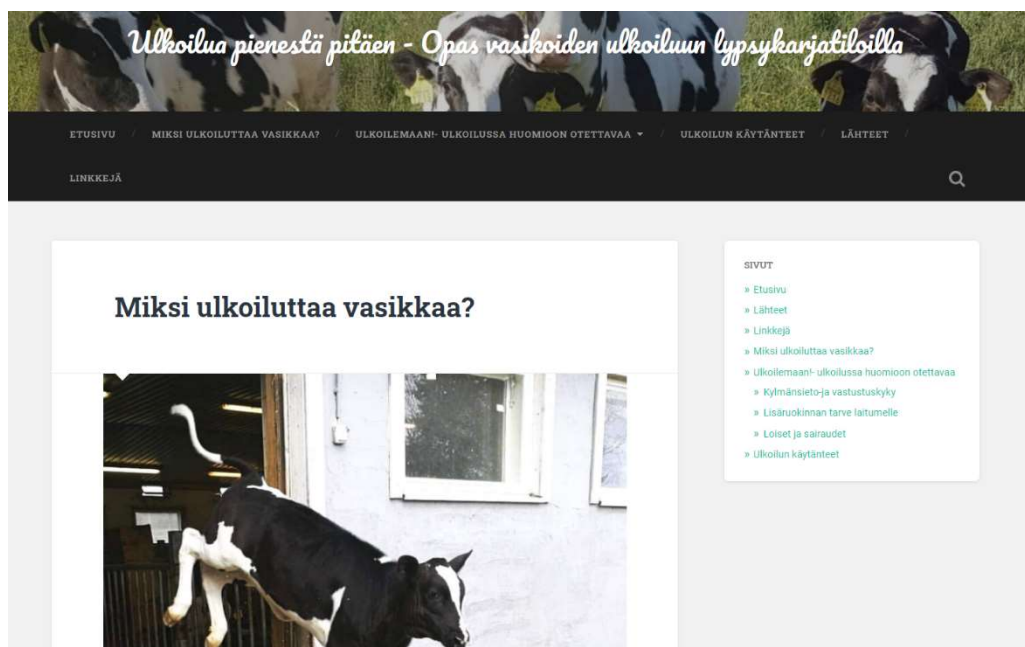 Ulkoilua pienestä pitäen - Opas vasikoiden ulkoiluun lypsykarjatiloilla
ETUSIVU / MIKSI ULKOILUTTAA VASIKKAA? / ULKOILEMAAN!- ULKOILUSSA HUOMIOON OTETTAVAA / ULKOILUN KÄYTÄNTEET / LÄHTEET /
LINKKEJÄ
Miksi ulkoiluttaa vasikkaa?
SIVUT
» Etusivu
» Lähteet
» Linkkejä
» Miksi ulkoiluttaa vasikkaa?
» Ulkoilemaan!- ulkoilussa huomioon otettavaa
» Kylmänsieto-ja vastustuskyky
» Lisäruokinnan tarve laitumelle
» Loiset ja sairaudet
» Ulkoilun käytänteet